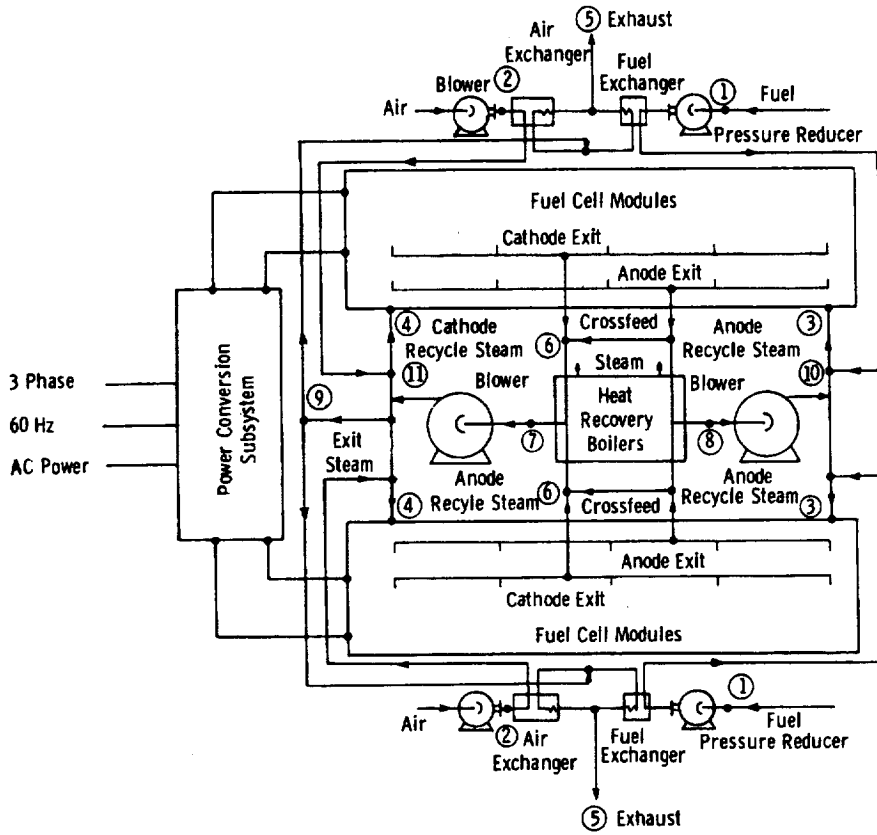 ⑤ Exhaust
Air
Exchanger
Fuel
Exchanger
Blower
②
①
Air
Fuel
Pressure Reducer
Fuel Cell Modules
Cathode Exit
Anode Exit
④
Cathode
Recycle Steam
Crossfeed
⑥
Anode
Recycle Steam
③
⑪
Blower
Steam
Heat
Recovery
Boilers
Blower
⑩
3 Phase
60 Hz
AC Power
Power Conversion
Subsystem
⑨
Exit
Steam
⑦
⑧
Anode
Recyle Steam
④
⑥
Crossfeed
Anode
Recycle Steam
③
Anode Exit
Cathode Exit
Fuel Cell Modules
Air
② Air
Exchanger
Fuel
Exchanger
①
Fuel
Pressure Reducer
⑤ Exhaust